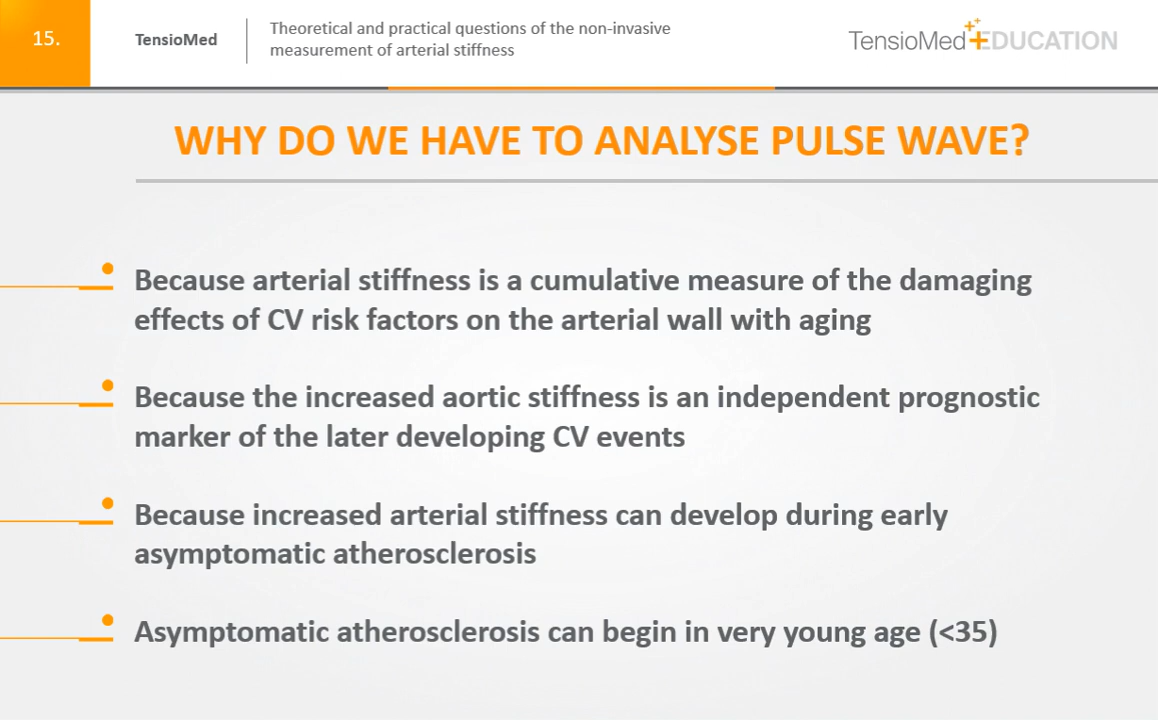 15.
TensioMed
Theoretical and practical questions of the non-invasive
measurement of arterial stiffness
TensioMed EDUCATION
WHY DO WE HAVE TO ANALYSE PULSE WAVE?
Because arterial stiffness is a cumulative measure of the damaging
effects of CV risk factors on the arterial wall with aging
Because the increased aortic stiffness is an independent prognostic
marker of the later developing CV events
Because increased arterial stiffness can develop during early
asymptomatic atherosclerosis
Asymptomatic atherosclerosis can begin in very young age (<35)